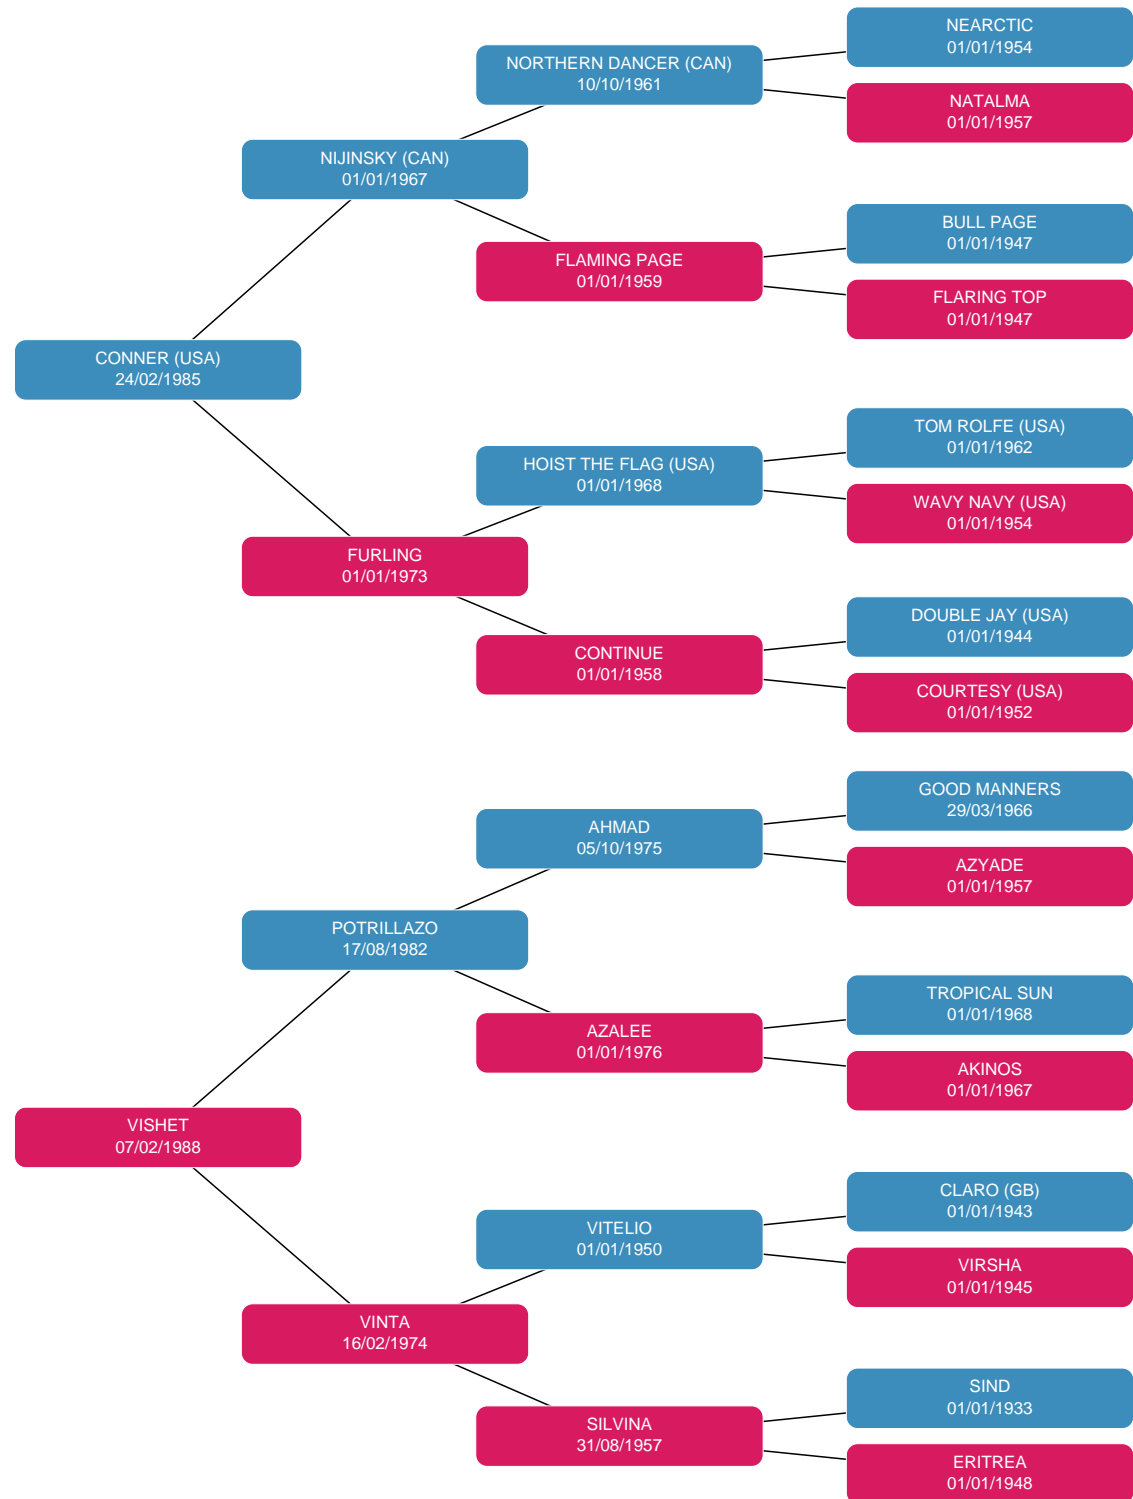 NEARCTIC
01/01/1954
NORTHERN DANCER (CAN)
10/10/1961
NATALMA
01/01/1957
NIJINSKY (CAN)
01/01/1967
BULL PAGE
01/01/1947
FLAMING PAGE
01/01/1959
FLARING TOP
01/01/1947
CONNER (USA)
24/02/1985
TOM ROLFE (USA)
01/01/1962
HOIST THE FLAG (USA)
01/01/1968
WAVY NAVY (USA)
01/01/1954
FURLING
01/01/1973
DOUBLE JAY (USA)
01/01/1944
CONTINUE
01/01/1958
COURTESY (USA)
01/01/1952
GOOD MANNERS
29/03/1966
AHMAD
05/10/1975
AZYADE
01/01/1957
POTRILLAZO
17/08/1982
TROPICAL SUN
01/01/1968
AZALEE
01/01/1976
AKINOS
01/01/1967
VISHET
07/02/1988
CLARO (GB)
01/01/1943
VITELIO
01/01/1950
VIRSHA
01/01/1945
VINTA
16/02/1974
SIND
01/01/1933
SILVINA
31/08/1957
ERITREA
01/01/1948